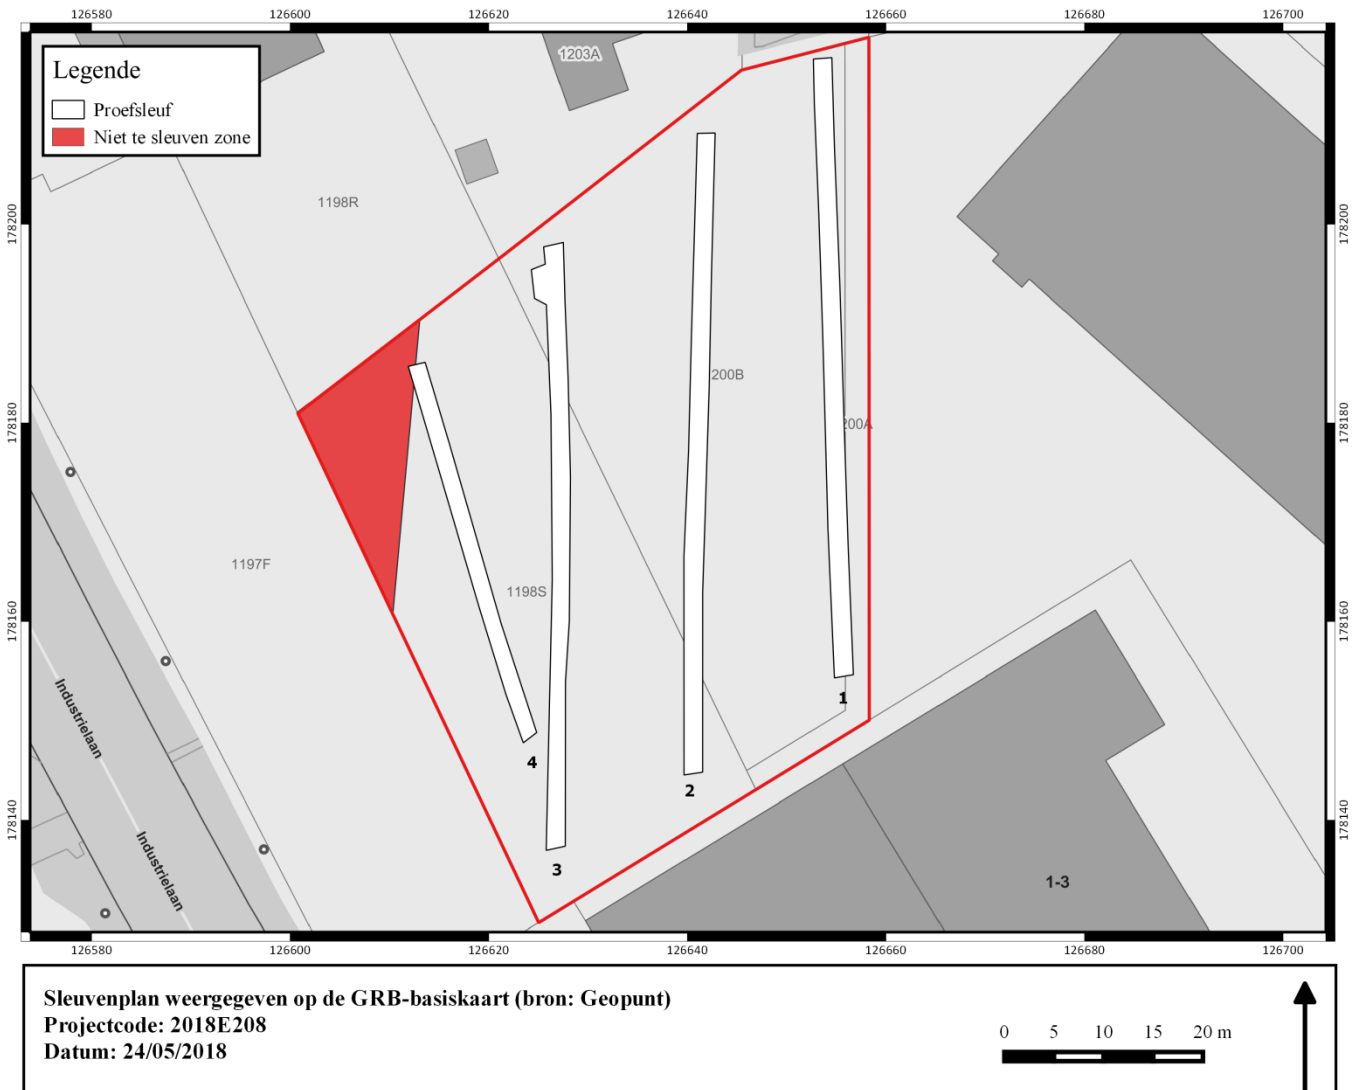 126580 126600 126620 126640 126660 126680 126700
Legende
Proefsleuf
Niet te sleuven zone
1203A
1198R
178200
178200
200B
178180
200A
178180
1197F
1198S
178160
178160
Industrielaan
1
4
2
178140
Industrielaan
3
1-3
178140
126580 126600 126620 126640 126660 126680 126700
Sleuvenplan weergegeven op de GRB-basiskaart (bron: Geopunt)
Projectcode: 2018E208
Datum: 24/05/2018
0 5 10 15 20 m